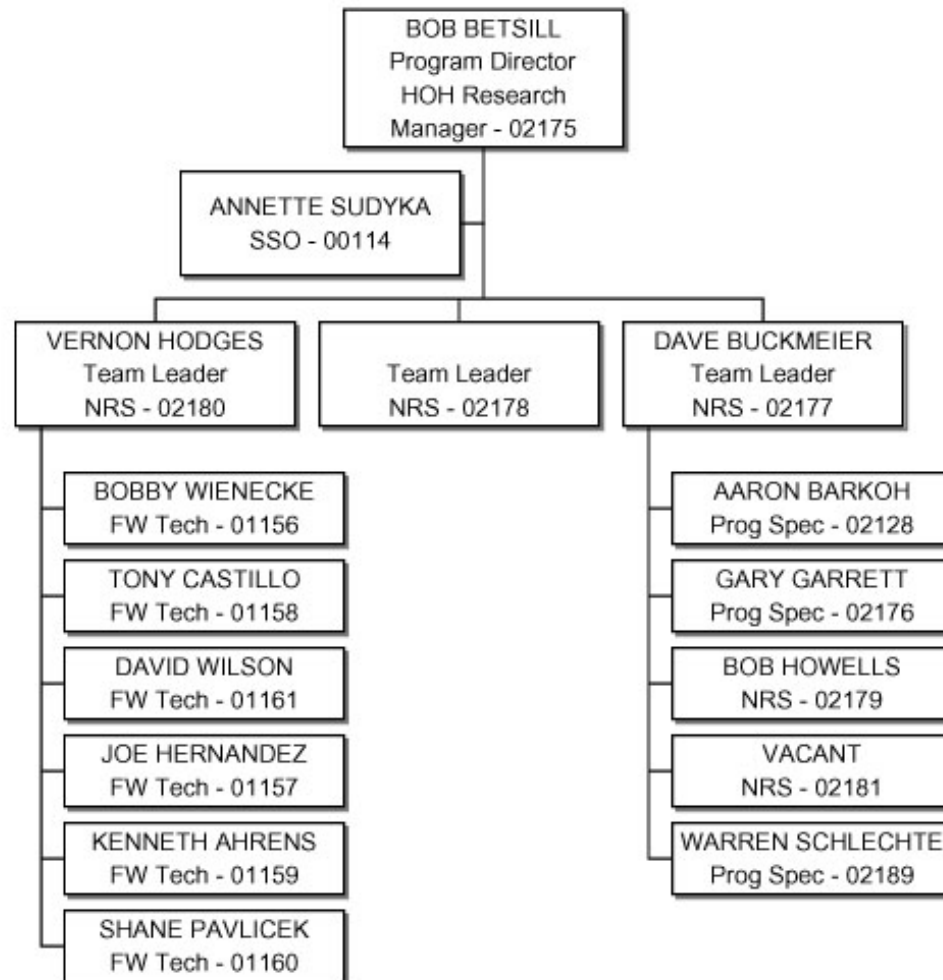 BOB BETSILL
Program Director
HOH Research
Manager - 02175
ANNETTE SUDYKA
SSO - 00114
VERNON HODGES
Team Leader
NRS - 02180
Team Leader
NRS - 02178
DAVE BUCKMEIER
Team Leader
NRS - 02177
BOBBY WIENECKE
FW Tech - 01156
TONY CASTILLO
FW Tech - 01158
DAVID WILSON
FW Tech - 01161
JOE HERNANDEZ
FW Tech - 01157
KENNETH AHRENS
FW Tech - 01159
SHANE PAVLICEK
FW Tech - 01160
AARON BARKOH
Prog Spec - 02128
GARY GARRETT
Prog Spec - 02176
BOB HOWELLS
NRS - 02179
VACANT
NRS - 02181
WARREN SCHLECHTE
Prog Spec - 02189